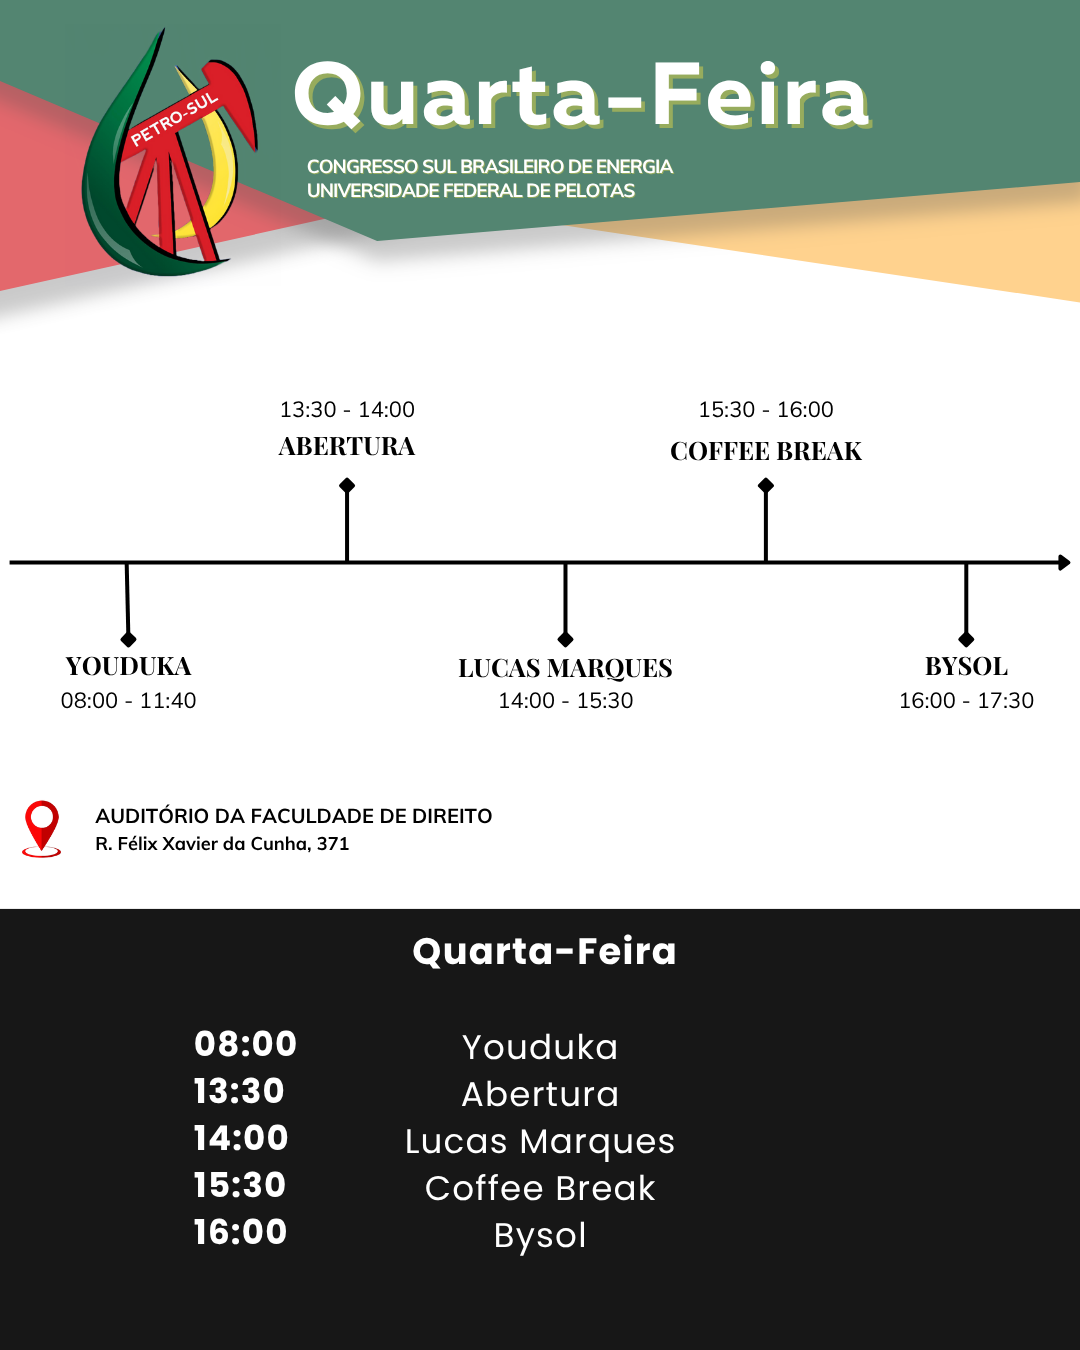 PETRO-SUL
Quarta-Feira
CONGRESSO SUL BRASILEIRO DE ENERGIA
UNIVERSIDADE FEDERAL DE PELOTAS
13:30 - 14:00
ABERTURA
15:30 - 16:00
COFFEE BREAK
YOUDUKA
08:00 - 11:40
LUCAS MARQUES
14:00 - 15:30
BYSOL
16:00 - 17:30
AUDITÓRIO DA FACULDADE DE DIREITO
R. Félix Xavier da Cunha, 371
Quarta-Feira
08:00 Youduka
13:30 Abertura
14:00 Lucas Marques
15:30 Coffee Break
16:00 Bysol